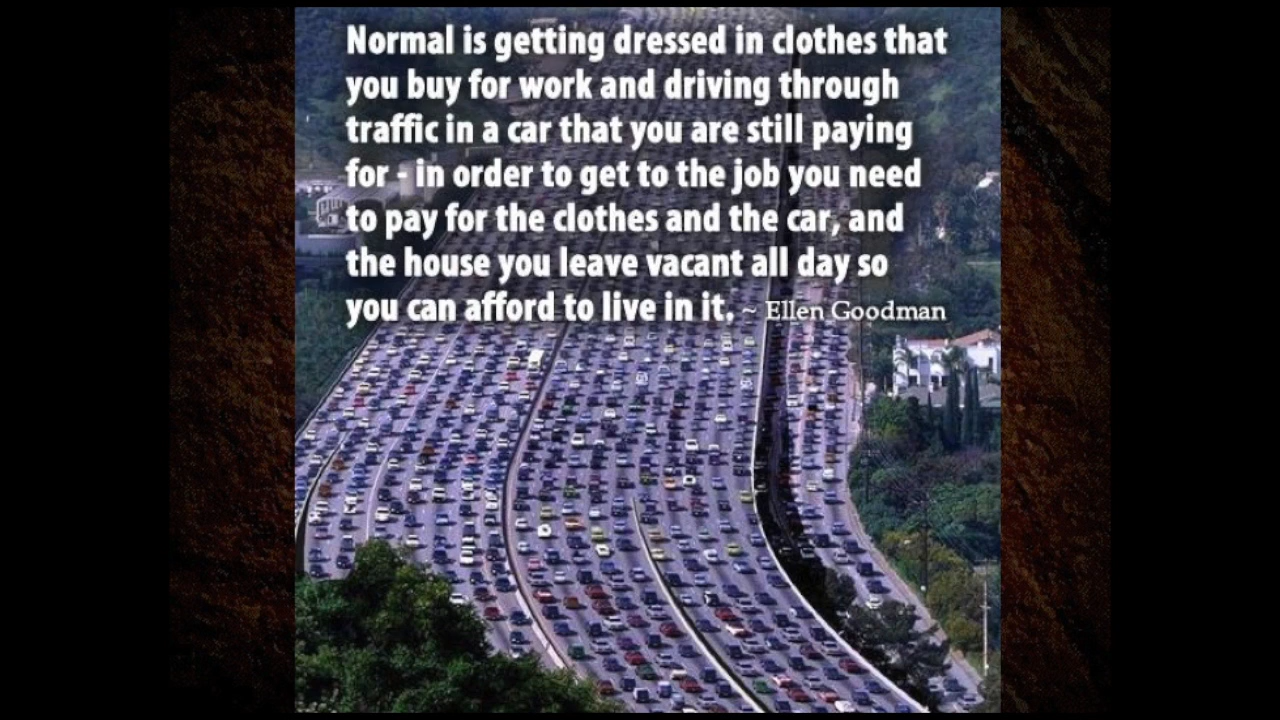 Normal is getting dressed in clothes that
you buy for work and driving through
traffic in a car that you are still paying
for - in order to get to the job you need
to pay for the clothes and the car, and
the house you leave vacant all day so
you can afford to live in it. ~ Ellen Goodman